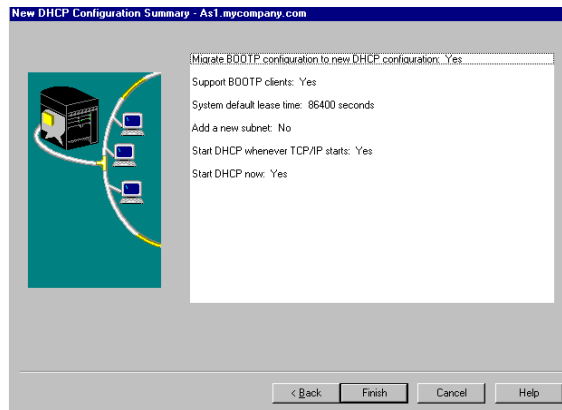 New DHCP Configuration Summary - As1.mycompany.com
Migrate BOOTP configuration to new DHCP configuration: Yes
Support BOOTP clients: Yes
System default lease time: 86400 seconds
Add a new subnet: No
Start DHCP whenever TCP/IP starts: Yes
Start DHCP now: Yes
< Back
Finish
Cancel
Help